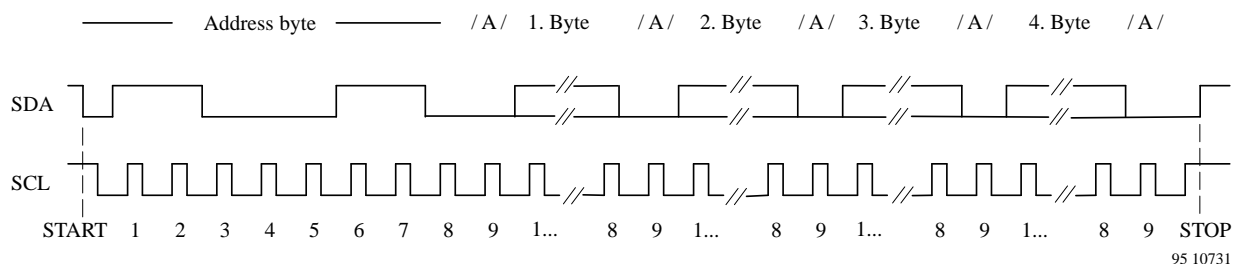 Address byte / A / 1. Byte / A / 2. Byte / A / 3. Byte / A / 4. Byte / A /
SDA
SCL
START 1 2 3 4 5 6 7 8 9 1... 8 9 1... 8 9 1... 8 9 1... 8 9 STOP
95 10731